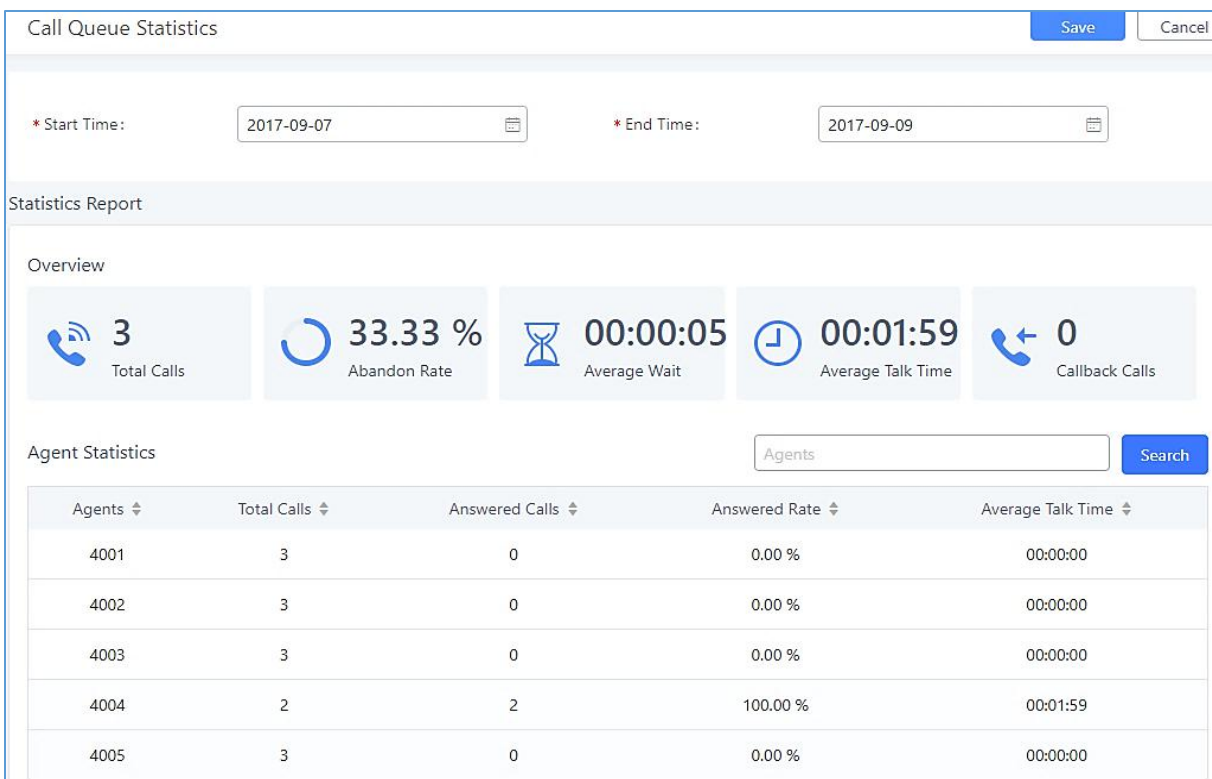 Call Queue Statistics Save Cancel
* Start Time: 2017-09-07 * End Time: 2017-09-09
Statistics Report
Overview
3 33.33 % 00:00:05 00:01:59 0
Total Calls Abandon Rate Average Wait Average Talk Time Callback Calls
Agent Statistics Agents Search
Agents Total Calls Answered Calls Answered Rate Average Talk Time
4001 3 0 0.00 % 00:00:00
4002 3 0 0.00 % 00:00:00
4003 3 0 0.00 % 00:00:00
4004 2 2 100.00 % 00:01:59
4005 3 0 0.00 % 00:00:00